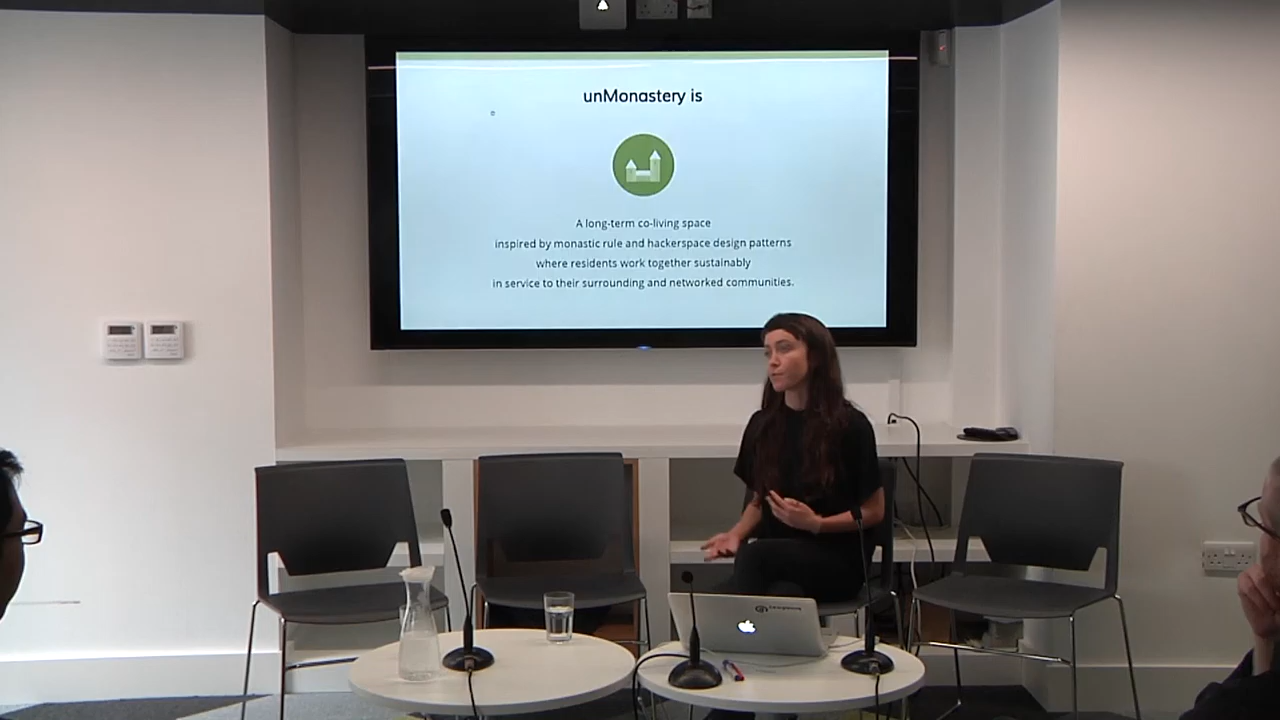 unMonastery is
A long-term co-living space
inspired by monastic rule and hackerspace design patterns
where residents work together sustainably
in service to their surrounding and networked communities.